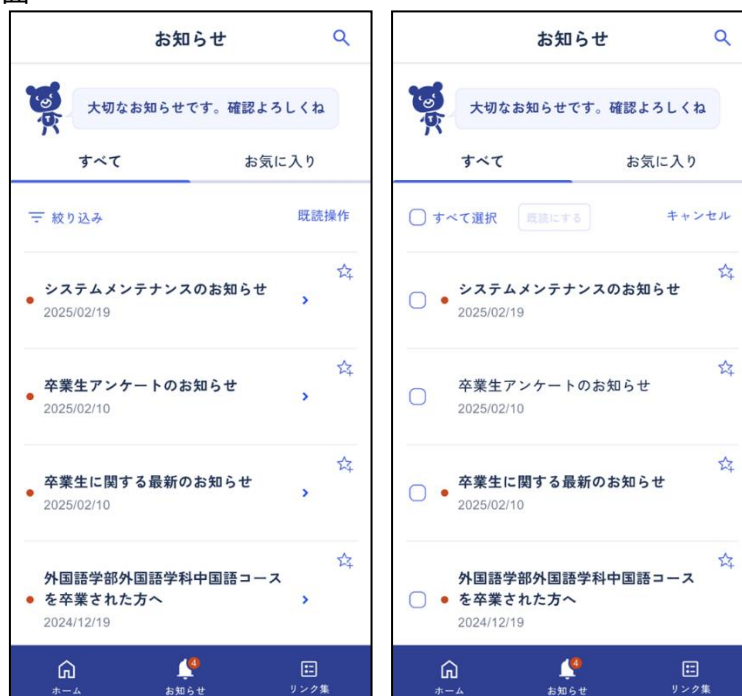 お知らせ
大切なお知らせです。確認よろしくね
すべて
お気に入り
絞り込み
既読操作
システムメンテナンスのお知らせ
2025/02/19
卒業生アンケートのお知らせ
2025/02/10
卒業生に関する最新のお知らせ
2025/02/10
外国語学部外国語学科中国語コース
を卒業された方へ
2024/12/19
4
ホーム
お知らせ
リンク集
お知らせ
大切なお知らせです。確認よろしくね
すべて
お気に入り
すべて選択
既読にする
キャンセル
システムメンテナンスのお知らせ
2025/02/19
卒業生アンケートのお知らせ
2025/02/10
卒業生に関する最新のお知らせ
2025/02/10
外国語学部外国語学科中国語コース
を卒業された方へ
2024/12/19
4
ホーム
お知らせ
リンク集